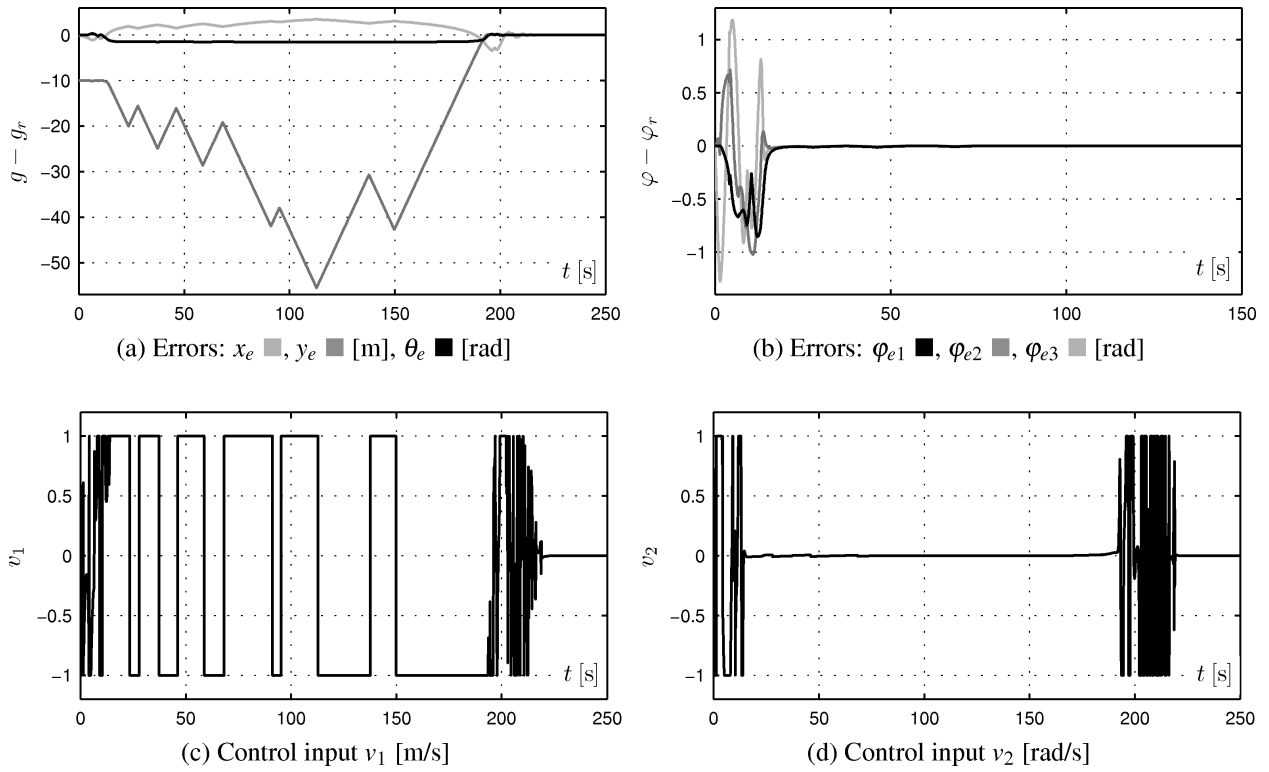 g − g_r
0
−10
−20
−30
−40
−50
t [s]
0 50 100 150 200 250
(a) Errors: x_e ■, y_e ■ [m], θ_e ■ [rad]
φ − φ_r
1
0.5
0
−0.5
−1
t [s]
0 50 100 150
(b) Errors: φ_e1 ■, φ_e2 ■, φ_e3 ■ [rad]
v_1
1
0.5
0
−0.5
−1
t [s]
0 50 100 150 200 250
(c) Control input v_1 [m/s]
v_2
1
0.5
0
−0.5
−1
t [s]
0 50 100 150 200 250
(d) Control input v_2 [rad/s]